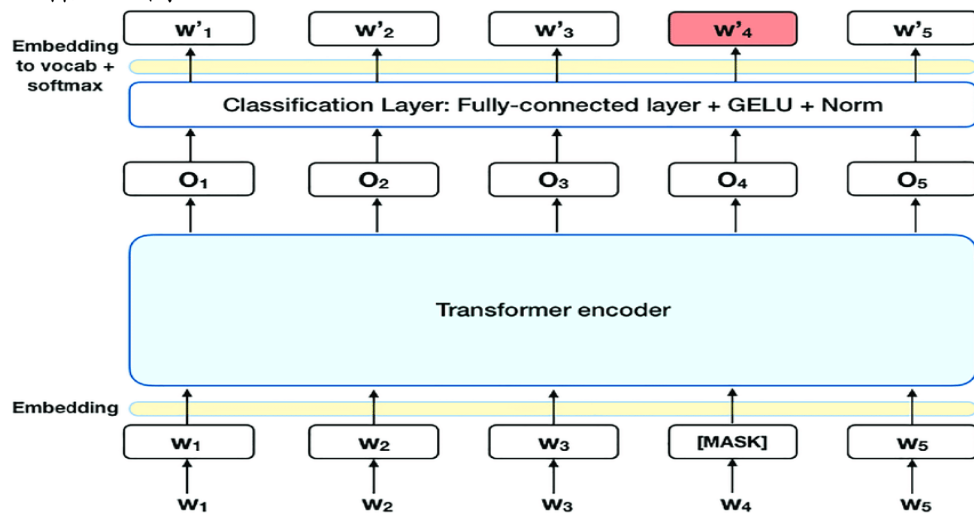 w'1 w'2 w'3 w'4 w'5
Embedding
to vocab +
softmax
Classification Layer: Fully-connected layer + GELU + Norm
O1 O2 O3 O4 O5
Transformer encoder
Embedding
W1 W2 W3 [MASK] W5
W1 W2 W3 W4 W5